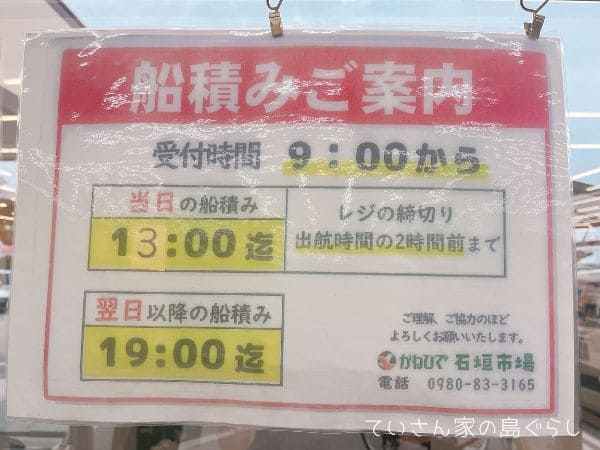 船積みご案内
受付時間 9:00から
当日の船積み
13:00迄
レジの締切り
出航時間の2時間前まで
翌日以降の船積み
19:00迄
ご理解、ご協力のほど
よろしくお願いいたします。
かねひで 石垣市場
電話 0980-83-3165
ていさん家の島ぐらし